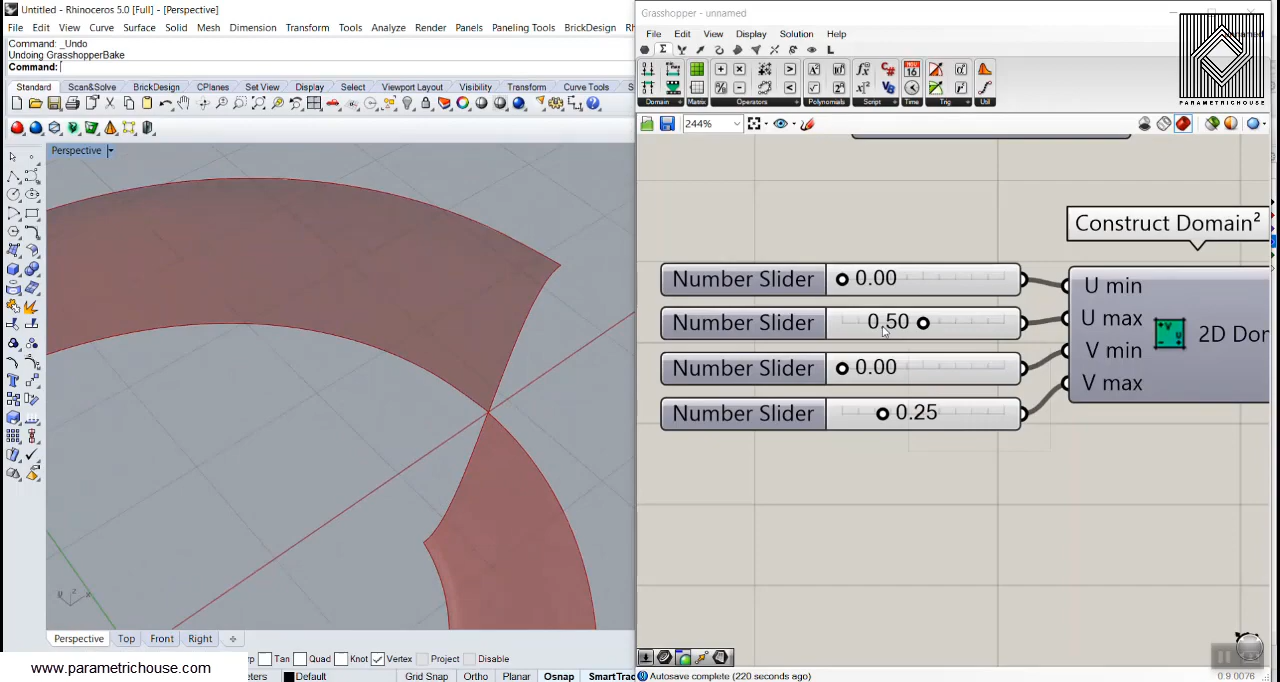 Untitled - Rhinoceros 5.0 [Full] - [Perspective]
File Edit View Curve Surface Solid Mesh Dimension Transform Tools Analyze Render Panels Paneling Tools BrickDesign
Command: _Undo
Undoing GrasshopperBake
Command:
Standard Scan&Solve BrickDesign CPlanes Set View Display Select Viewport Layout Visibility Transform Curve Tools
Perspective
Perspective Top Front Right
Tan Quad Knot Vertex Project Disable
Default Grid Snap Ortho Planar Osnap SmartTrac
www.parametrichouse.com
Grasshopper - unnamed
File Edit View Display Solution Help
Domain Matrix Operators Polynomials Script Time Trig Util
PARAMETRICHOUSE
244%
Construct Domain²
Number Slider 0.00
Number Slider 0.50
Number Slider 0.00
Number Slider 0.25
U min
U max
V min
V max
2D Dor
Autosave complete (220 seconds ago)
0.9.0076